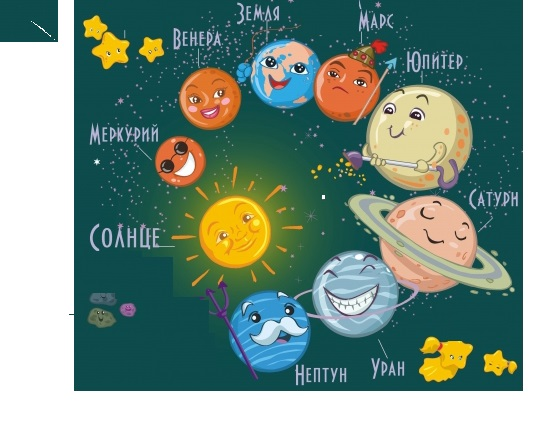 Земля
Марс
Венера
Юпитер
Меркурий
Сатурн
Солнце
Уран
Нептун